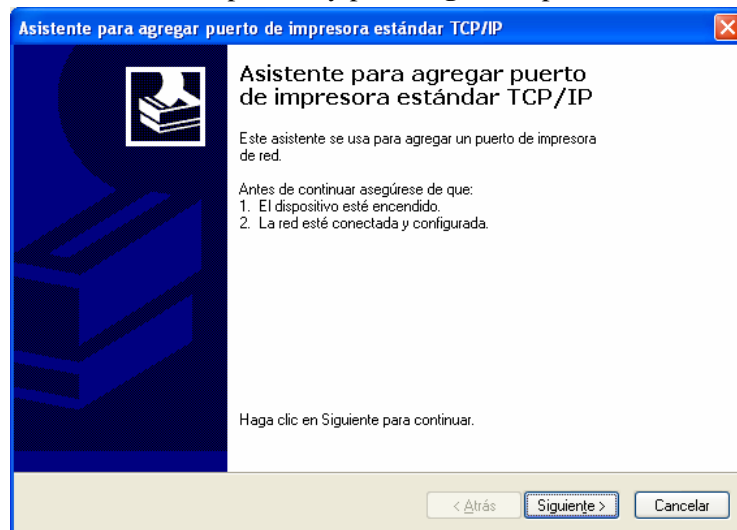 Asistente para agregar puerto de impresora estándar TCP/IP
Asistente para agregar puerto
de impresora estándar TCP/IP
Este asistente se usa para agregar un puerto de impresora
de red.
Antes de continuar asegúrese de que:
1. El dispositivo esté encendido.
2. La red esté conectada y configurada.
Haga clic en Siguiente para continuar.
< Atrás Siguiente > Cancelar